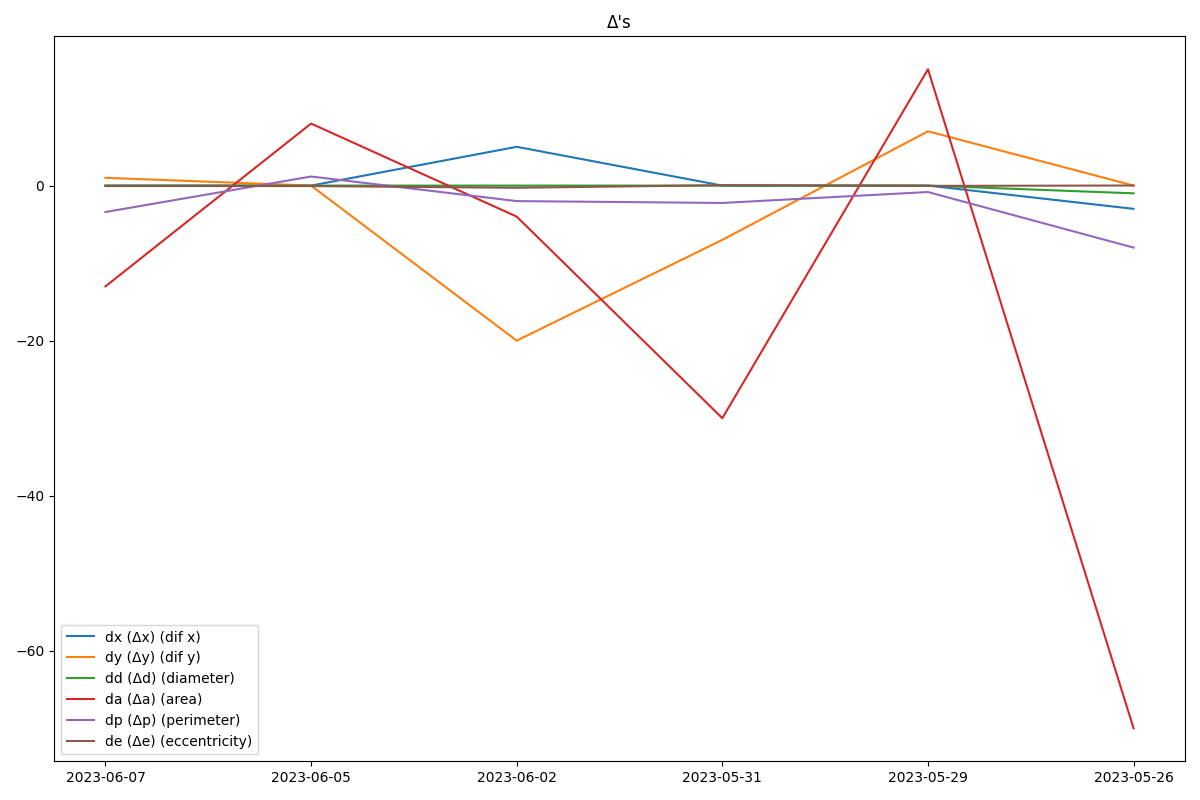 Δ's
0
−20
−40
−60
dx (Δx) (dif x)
dy (Δy) (dif y)
dd (Δd) (diameter)
da (Δa) (area)
dp (Δp) (perimeter)
de (Δe) (eccentricity)
2023-06-07 2023-06-05 2023-06-02 2023-05-31 2023-05-29 2023-05-26